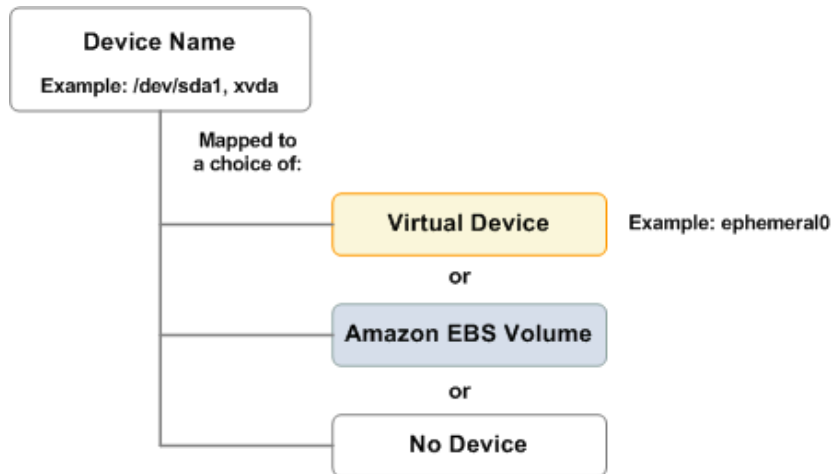 Device Name
Example: /dev/sda1, xvda
Mapped to
a choice of:
Virtual Device
Example: ephemeral0
or
Amazon EBS Volume
or
No Device